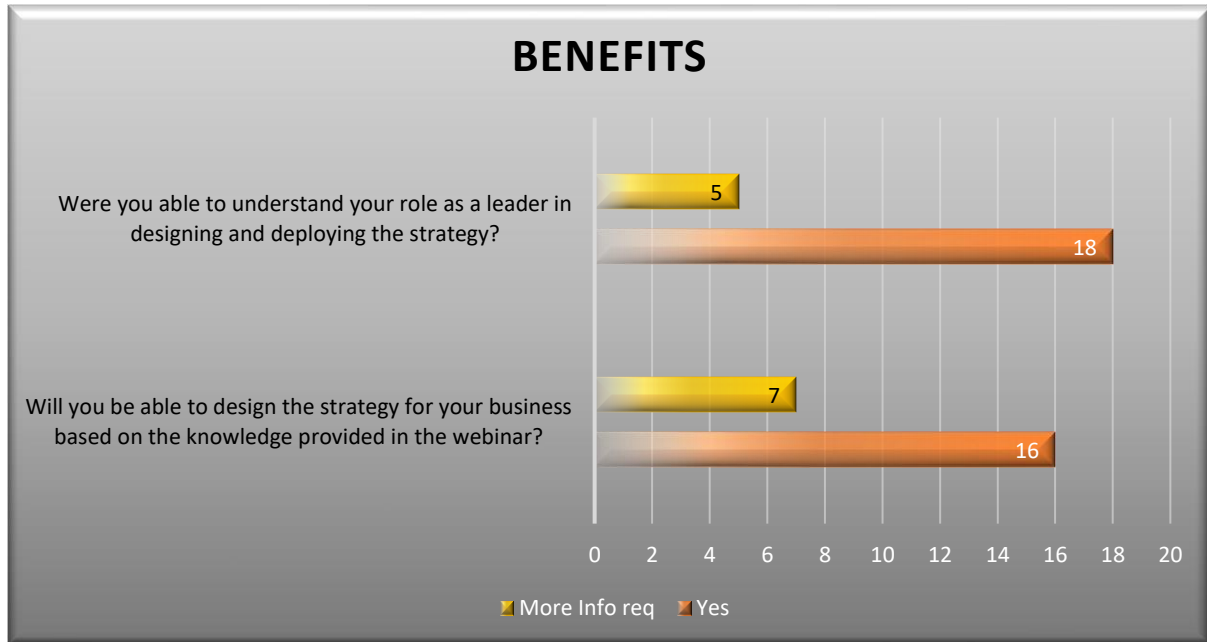 BENEFITS
Were you able to understand your role as a leader in
designing and deploying the strategy?
5
18
Will you be able to design the strategy for your business
based on the knowledge provided in the webinar?
7
16
0 2 4 6 8 10 12 14 16 18 20
More Info req Yes